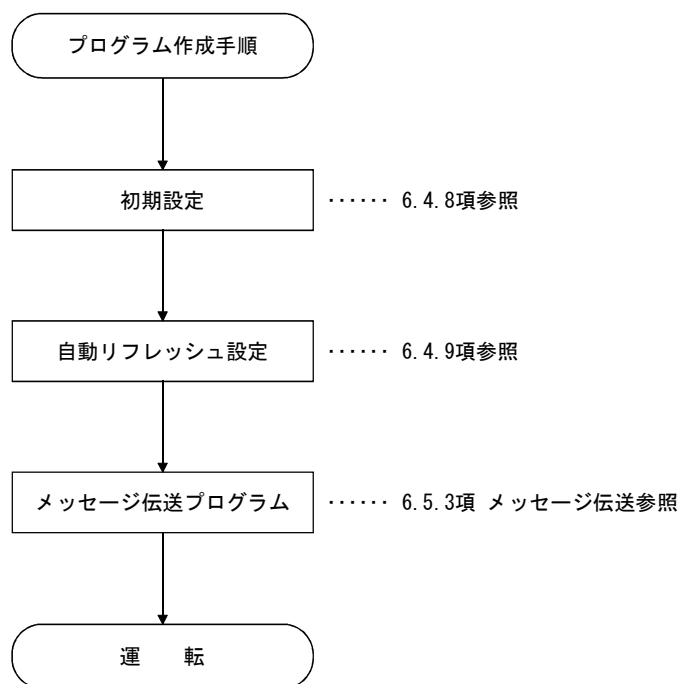 プログラム作成手順
初期設定 ······ 6.4.8項参照
自動リフレッシュ設定 ······ 6.4.9項参照
メッセージ伝送プログラム ······ 6.5.3項 メッセージ伝送参照
運　　転